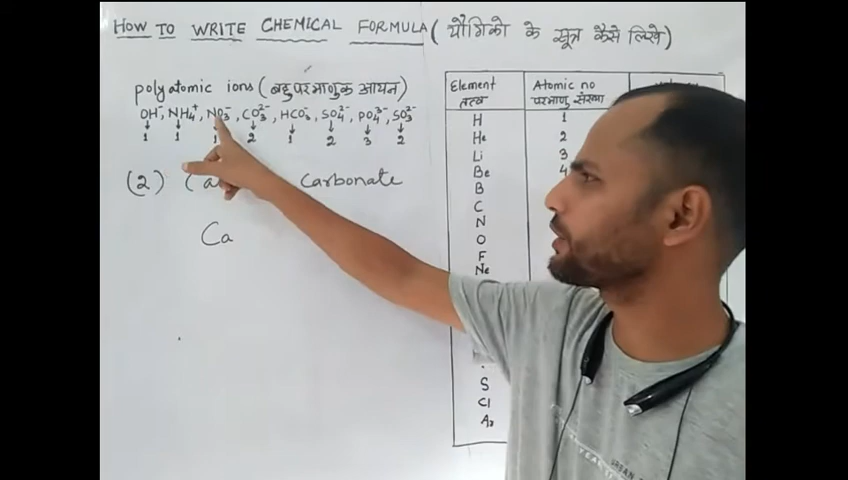 HOW TO WRITE CHEMICAL FORMULA ( यौगिको के सूत्र कैसे लिखे )
polyatomic ions ( बहु परमाणुक आयन )
OH⁻, NH₄⁺, NO₃⁻, CO₃²⁻, HCO₃⁻, SO₄²⁻, PO₄³⁻, SO₃²⁻
↓ ↓ ↓ ↓ ↓ ↓ ↓ ↓
1 1 1 2 1 2 3 2
(2) Carbonate
Ca
Element Atomic no
तत्व परमाणु संख्या
H 1
He 2
Li 3
Be 4
B
C
N
O
F
Ne
S
Cl
Ar
URBAN